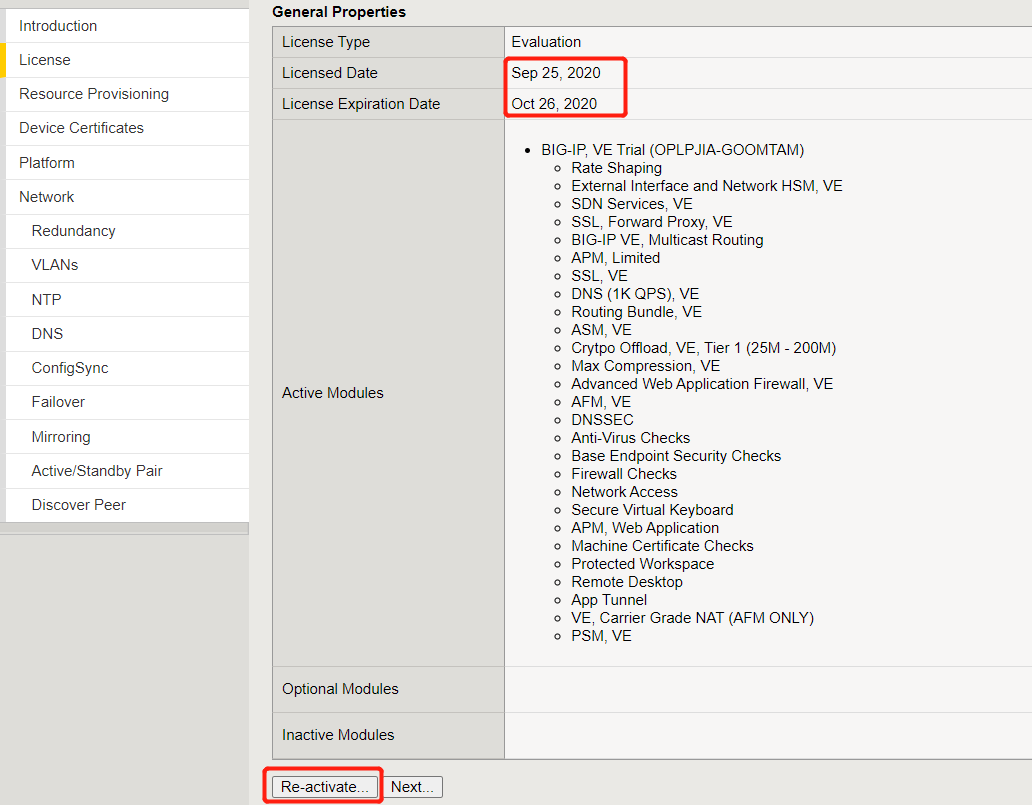 General Properties
Introduction
License
Resource Provisioning
Device Certificates
Platform
Network
Redundancy
VLANs
NTP
DNS
ConfigSync
Failover
Mirroring
Active/Standby Pair
Discover Peer
License Type
Evaluation
Licensed Date
Sep 25, 2020
License Expiration Date
Oct 26, 2020
Active Modules
BIG-IP, VE Trial (OPLPJIA-GOOMTAM)
Rate Shaping
External Interface and Network HSM, VE
SDN Services, VE
SSL, Forward Proxy, VE
BIG-IP VE, Multicast Routing
APM, Limited
SSL, VE
DNS (1K QPS), VE
Routing Bundle, VE
ASM, VE
Crytpo Offload, VE, Tier 1 (25M - 200M)
Max Compression, VE
Advanced Web Application Firewall, VE
AFM, VE
DNSSEC
Anti-Virus Checks
Base Endpoint Security Checks
Firewall Checks
Network Access
Secure Virtual Keyboard
APM, Web Application
Machine Certificate Checks
Protected Workspace
Remote Desktop
App Tunnel
VE, Carrier Grade NAT (AFM ONLY)
PSM, VE
Optional Modules
Inactive Modules
Re-activate... Next...